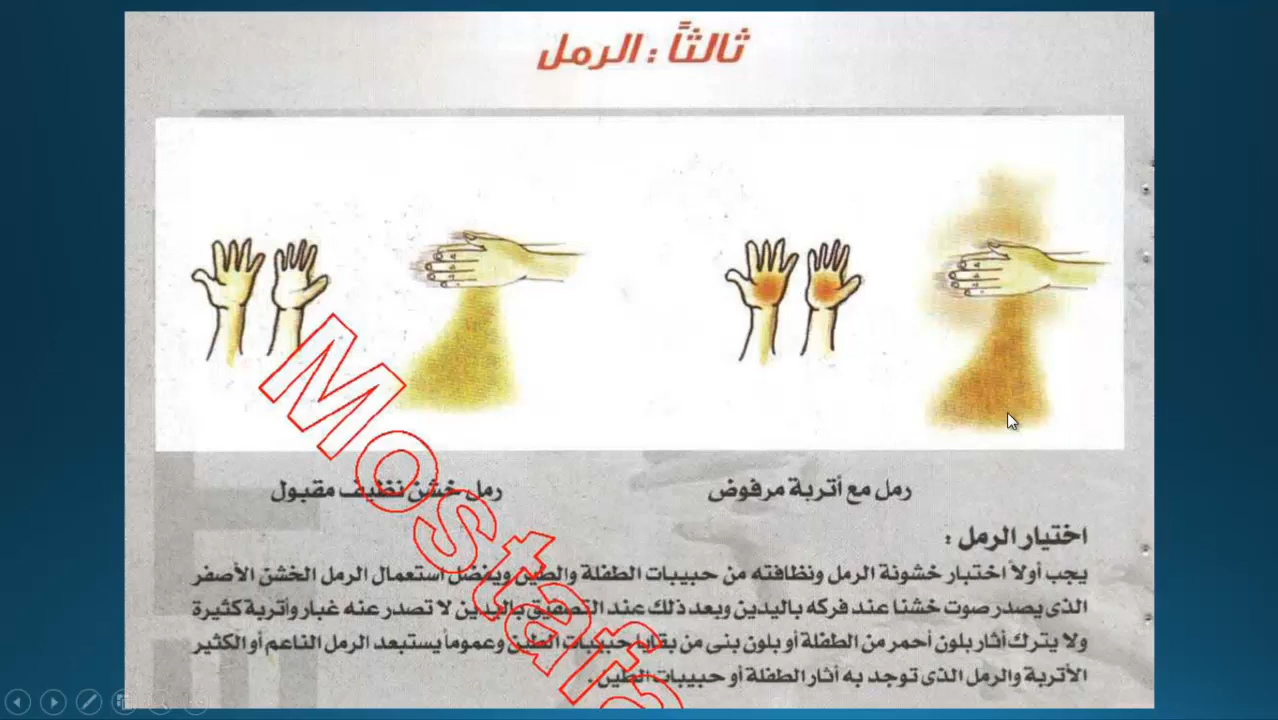 ثالثاً : الرمل
رمل مع أتربة مرفوض
رمل خشن نظيف مقبول
اختيار الرمل :
يجب أولاً اختبار خشونة الرمل ونظافته من حبيبات الطفلة والطين ويفضل استعمال الرمل الخشن الأصفر
الذى يصدر صوت خشنا عند فركه باليدين وبعد ذلك عند التصفيق باليدين لا تصدر عنه غبار وأتربة كثيرة
ولا يترك أثار بلون أحمر من الطفلة أو بلون بنى من بقايا حبيبات الطين وعموماً يستبعد الرمل الناعم أو الكثير
الأتربة والرمل الذى توجد به أثار الطفلة أو حبيبات الطين .
Mostafa